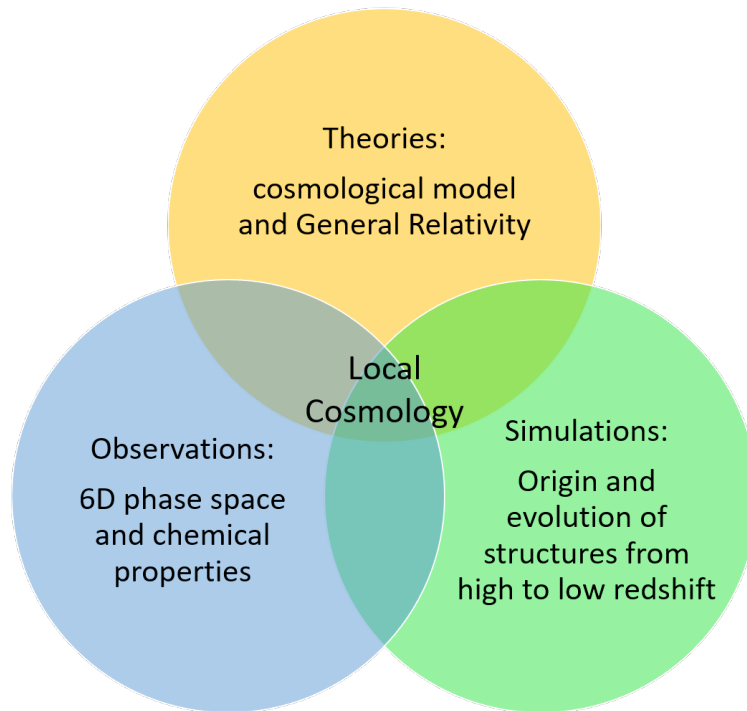 Theories:
cosmological model
and General Relativity
Local
Cosmology
Observations:
6D phase space
and chemical
properties
Simulations:
Origin and
evolution of
structures from
high to low redshift